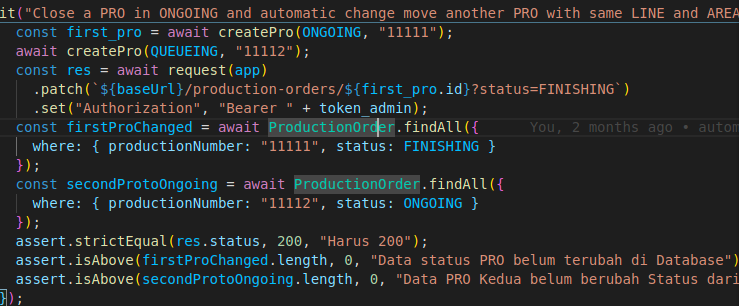 it("Close a PRO in ONGOING and automatic change move another PRO with same LINE and AREA
const first_pro = await createPro(ONGOING, "11111");
await createPro(QUEUEING, "11112");
const res = await request(app)
.patch(`${baseUrl}/production-orders/${first_pro.id}?status=FINISHING`)
.set("Authorization", "Bearer " + token_admin);
const firstProChanged = await ProductionOrder.findAll({ You, 2 months ago • autom
where: { productionNumber: "11111", status: FINISHING }
});
const secondProtoOngoing = await ProductionOrder.findAll({
where: { productionNumber: "11112", status: ONGOING }
});
assert.strictEqual(res.status, 200, "Harus 200");
assert.isAbove(firstProChanged.length, 0, "Data status PRO belum terubah di Database")
assert.isAbove(secondProtoOngoing.length, 0, "Data PRO Kedua belum berubah Status dari
});